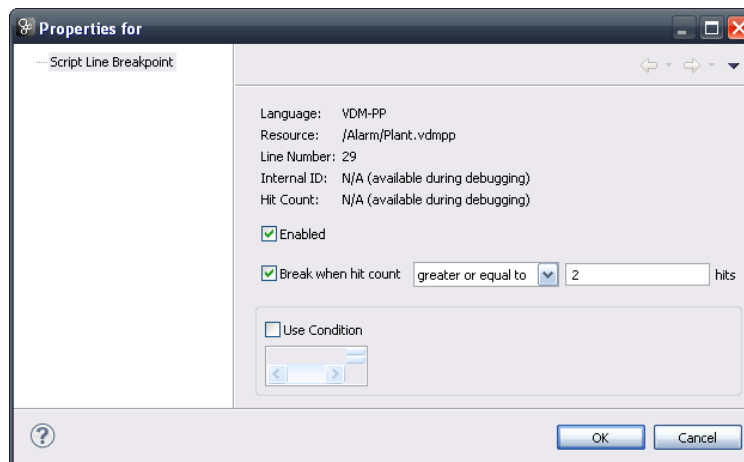 Properties for
Script Line Breakpoint
Language: VDM-PP
Resource: /Alarm/Plant.vdmpp
Line Number: 29
Internal ID: N/A (available during debugging)
Hit Count: N/A (available during debugging)
Enabled
Break when hit count greater or equal to 2 hits
Use Condition
?
OK Cancel